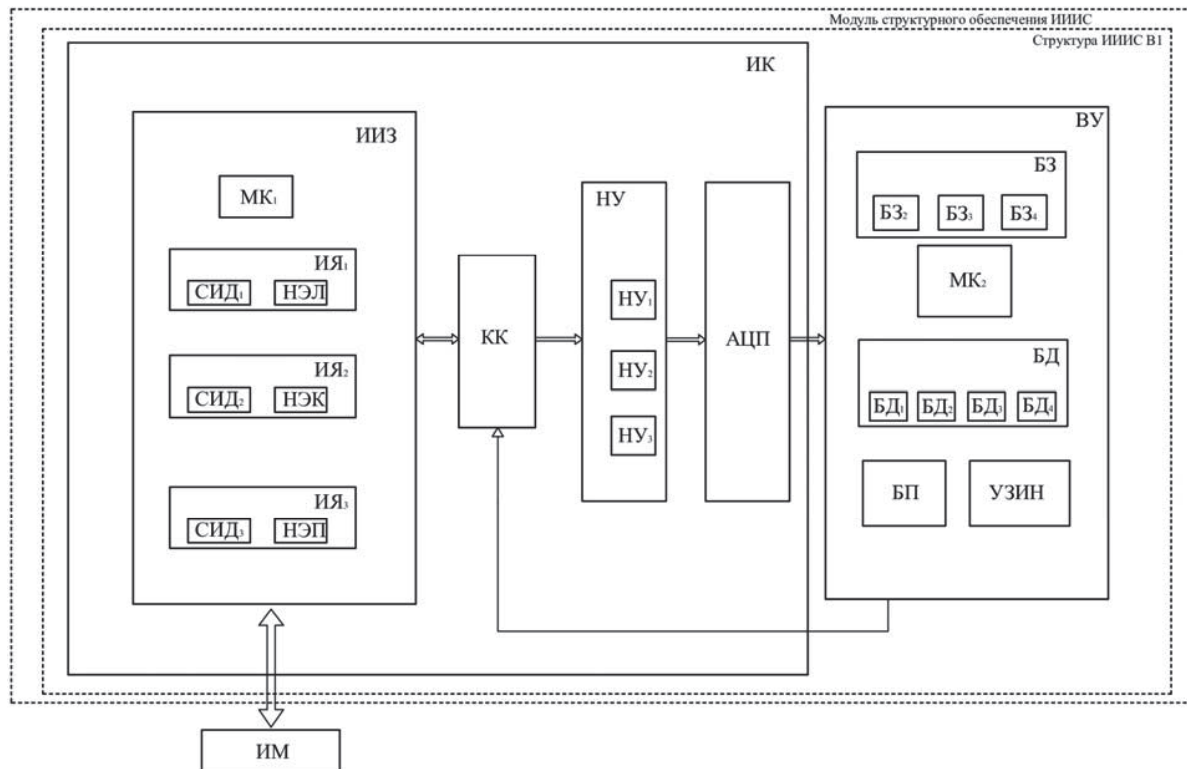 Модуль структурного обеспечения ИИИС
Структура ИИИС В1
ИК
ИИЗ
МК₁
ИЯ₁
СИД₁ НЭЛ
ИЯ₂
СИД₂ НЭК
ИЯ₃
СИД₃ НЭП
КК
НУ
НУ₁
НУ₂
НУ₃
АЦП
ВУ
БЗ
БЗ₂ БЗ₃ БЗ₄
МК₂
БД
БД₁ БД₂ БД₃ БД₄
БП УЗИН
ИМ